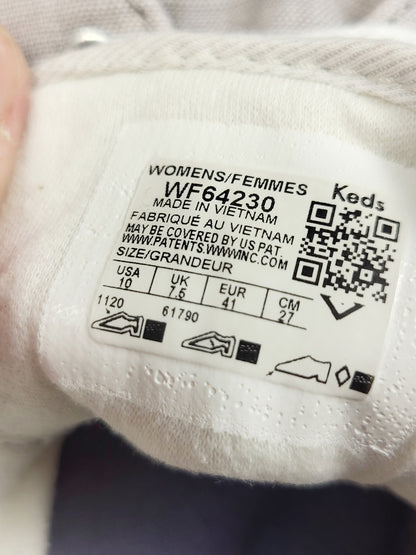 WOMENS/FEMMES
Keds
WF64230
MADE IN VIETNAM
FABRIQUÉ AU VIETNAM
MAY BE COVERED BY US PAT.
WWW.PATENTS.WWWINC.COM
SIZE/GRANDEUR
USA UK EUR CM
10 7.5 41 27
1120 61790